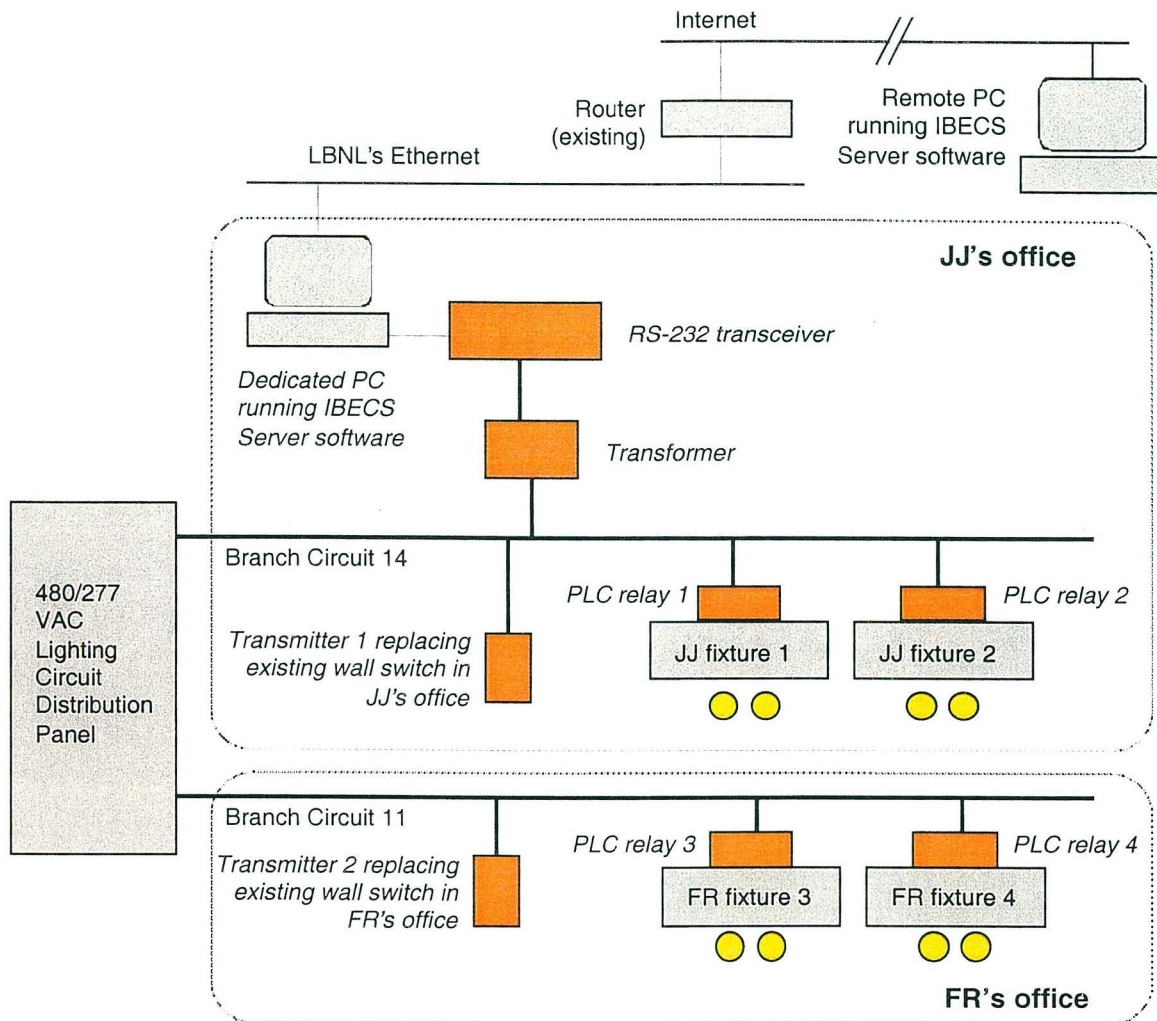 Internet
Router
(existing)
Remote PC
running IBECS
Server software
LBNL's Ethernet
JJ's office
RS-232 transceiver
Dedicated PC
running IBECS
Server software
Transformer
Branch Circuit 14
480/277
VAC
Lighting
Circuit
Distribution
Panel
PLC relay 1
PLC relay 2
Transmitter 1 replacing
existing wall switch in
JJ's office
JJ fixture 1
JJ fixture 2
Branch Circuit 11
PLC relay 3
PLC relay 4
Transmitter 2 replacing
existing wall switch in
FR's office
FR fixture 3
FR fixture 4
FR's office